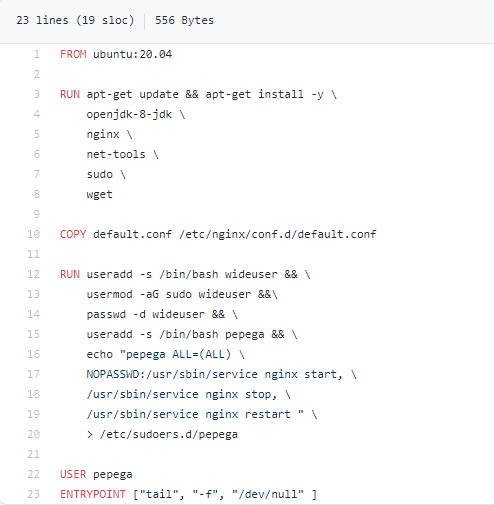 23 lines (19 sloc) 556 Bytes
1 FROM ubuntu:20.04
2
3 RUN apt-get update && apt-get install -y \
4 openjdk-8-jdk \
5 nginx \
6 net-tools \
7 sudo \
8 wget
9
10 COPY default.conf /etc/nginx/conf.d/default.conf
11
12 RUN useradd -s /bin/bash wideuser && \
13 usermod -aG sudo wideuser &&\
14 passwd -d wideuser && \
15 useradd -s /bin/bash pepega && \
16 echo "pepega ALL=(ALL) \
17 NOPASSWD:/usr/sbin/service nginx start, \
18 /usr/sbin/service nginx stop, \
19 /usr/sbin/service nginx restart " \
20 > /etc/sudoers.d/pepega
21
22 USER pepega
23 ENTRYPOINT ["tail", "-f", "/dev/null" ]